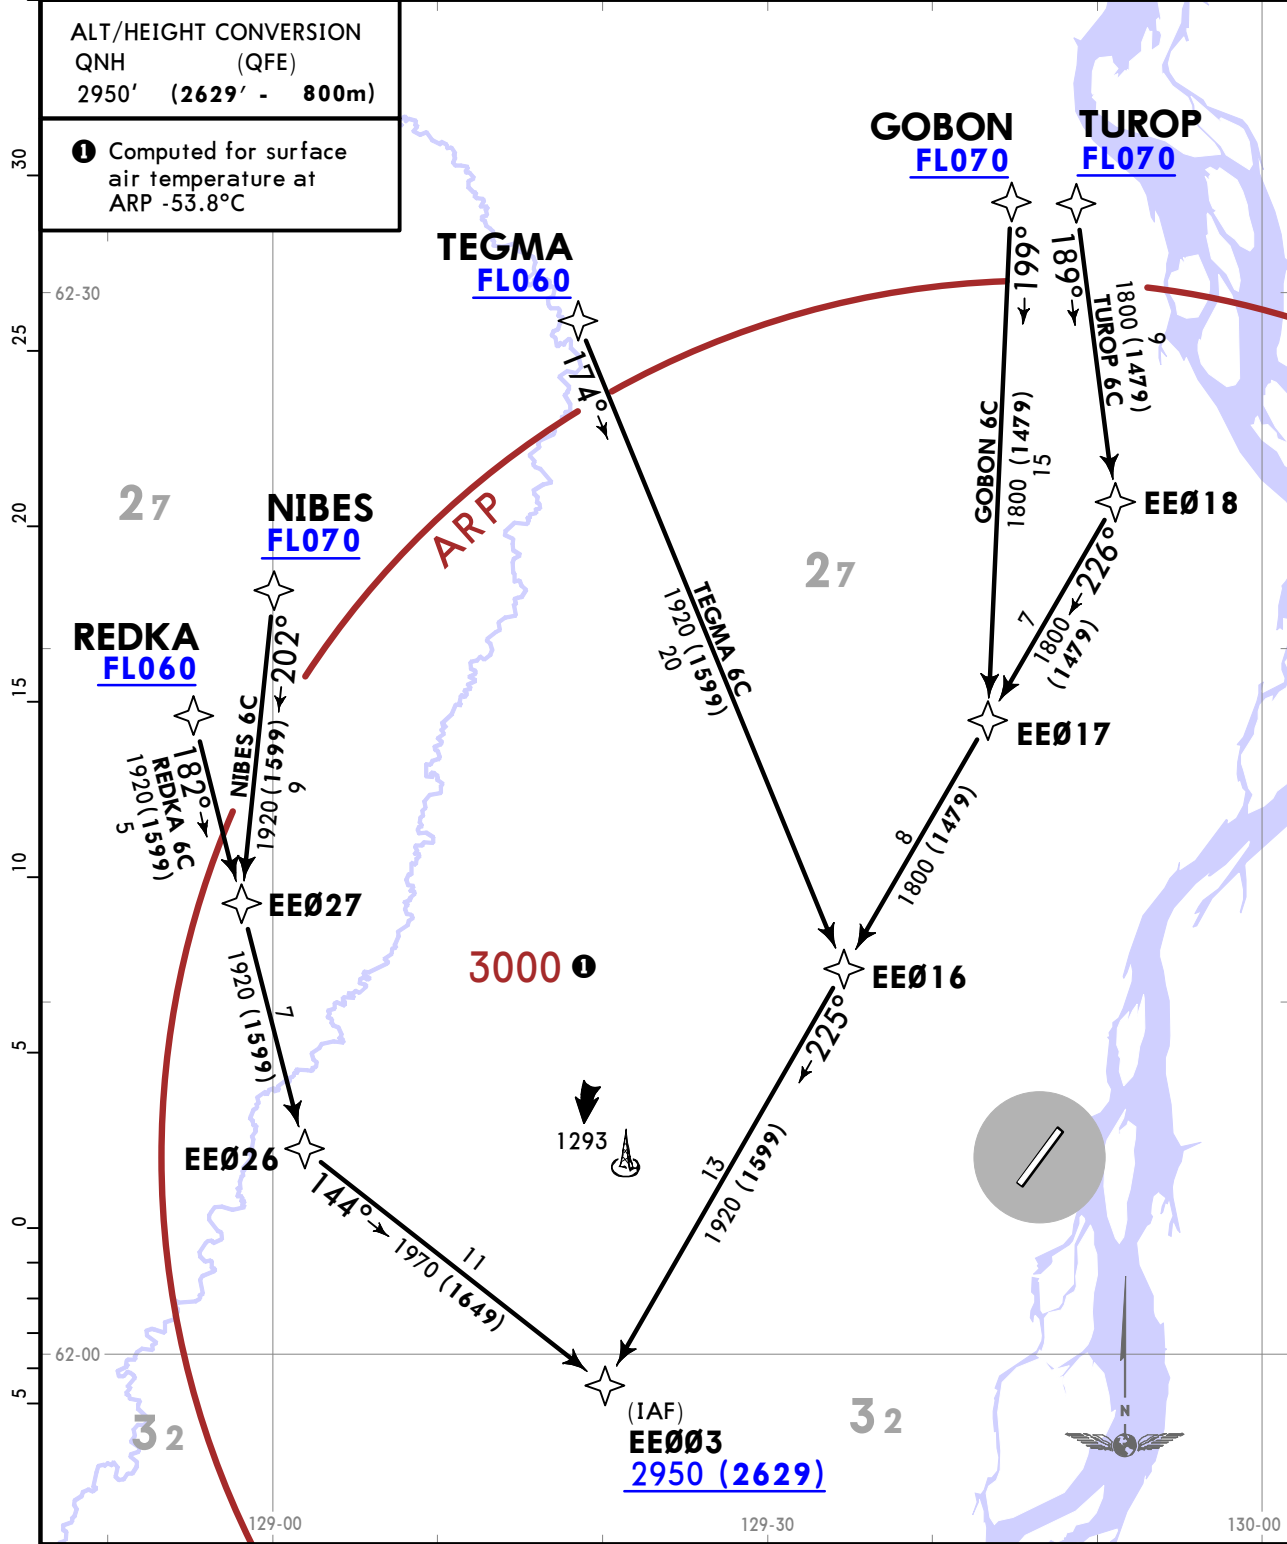 ALT/HEIGHT CONVERSION
QNH (QFE)
2950' (2629' - 800m)
❶ Computed for surface
air temperature at
ARP -53.8°C
GOBON
FL070
TUROP
FL070
TEGMA
FL060
30
62-30
199°
189°
1800 (1479)
9
TUROP 6C
174°
25
GOBON 6C
1800 (1479)
15
27
NIBES
FL070
ARP
EEØ18
20
27
226°
7
1800
(1479)
TEGMA 6C
1920 (1599)
20
REDKA
FL060
202°
NIBES 6C
1920 (1599)
9
15
EEØ17
182°
REDKA 6C
1920 (1599)
5
8
1800 (1479)
10
EEØ27
3000 ❶
EEØ16
1920 (1599)
7
225°
5
1293
EEØ26
13
1920 (1599)
144°
11
1970 (1649)
0
62-00
5
(IAF)
EEØØ3
2950 (2629)
32
32
N
129-00
129-30
130-00